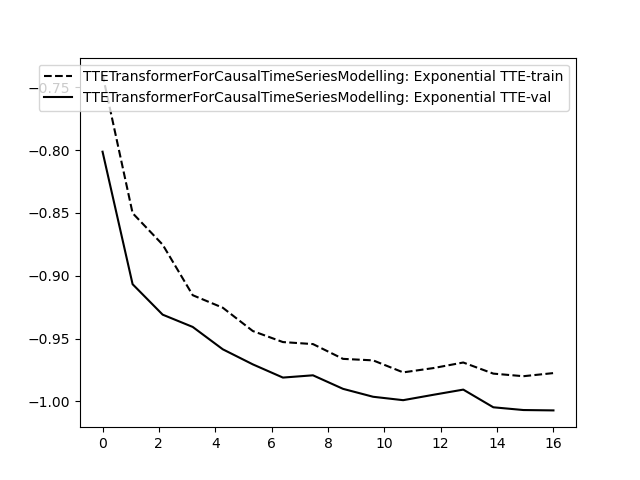 TTETransformerForCausalTimeSeriesModelling: Exponential TTE-train
TTETransformerForCausalTimeSeriesModelling: Exponential TTE-val
−0.75
−0.80
−0.85
−0.90
−0.95
−1.00
0 2 4 6 8 10 12 14 16